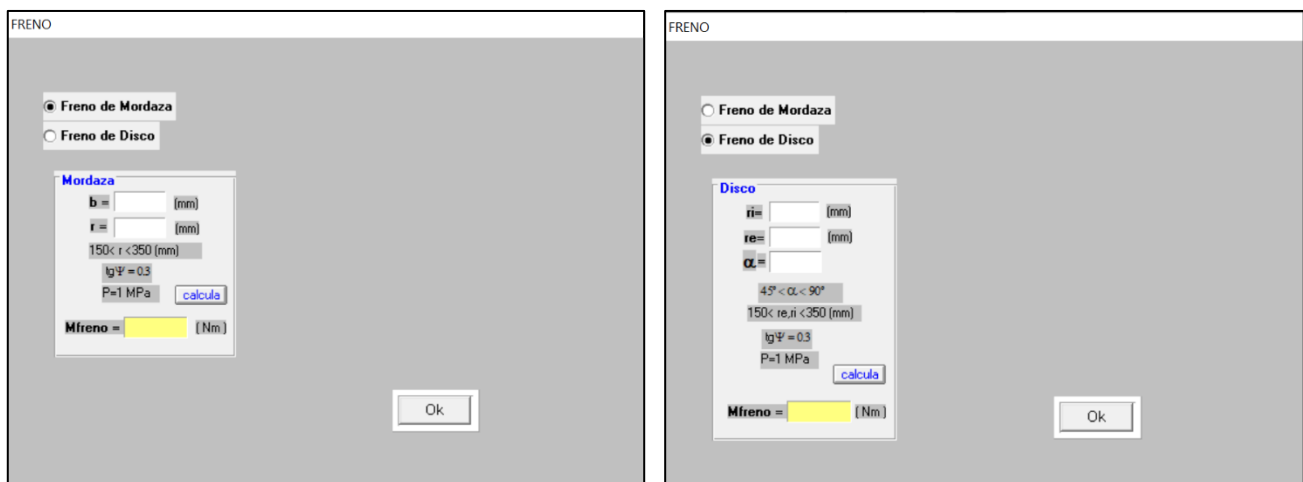 FRENO
Freno de Mordaza
Freno de Disco
Mordaza
b = (mm)
r = (mm)
150< r <350 (mm)
tgΨ = 0.3
P=1 MPa calcula
Mfreno = (Nm)
Ok
FRENO
Freno de Mordaza
Freno de Disco
Disco
ri= (mm)
re= (mm)
α =
45º < α < 90º
150< re,ri <350 (mm)
tgΨ = 0.3
P=1 MPa
calcula
Mfreno = (Nm)
Ok